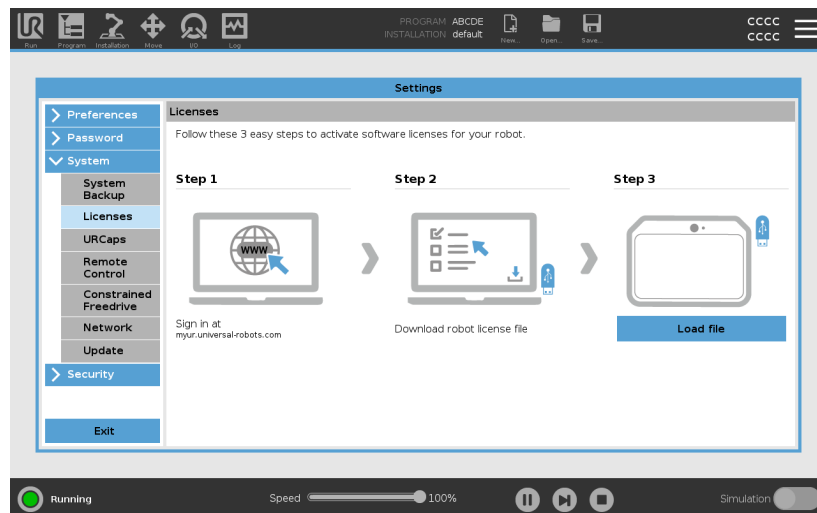 PROGRAM ABCDE
INSTALLATION default
CCCC
CCCC
Run
Program
Installation
Move
I/O
Log
New...
Open...
Save...
Settings
Preferences
Password
System
System
Backup
Licenses
URCaps
Remote
Control
Constrained
Freedrive
Network
Update
Security
Exit
Licenses
Follow these 3 easy steps to activate software licenses for your robot.
Step 1
Step 2
Step 3
WWW
Sign in at
myur.universal-robots.com
Download robot license file
Load file
Running
Speed
100%
Simulation